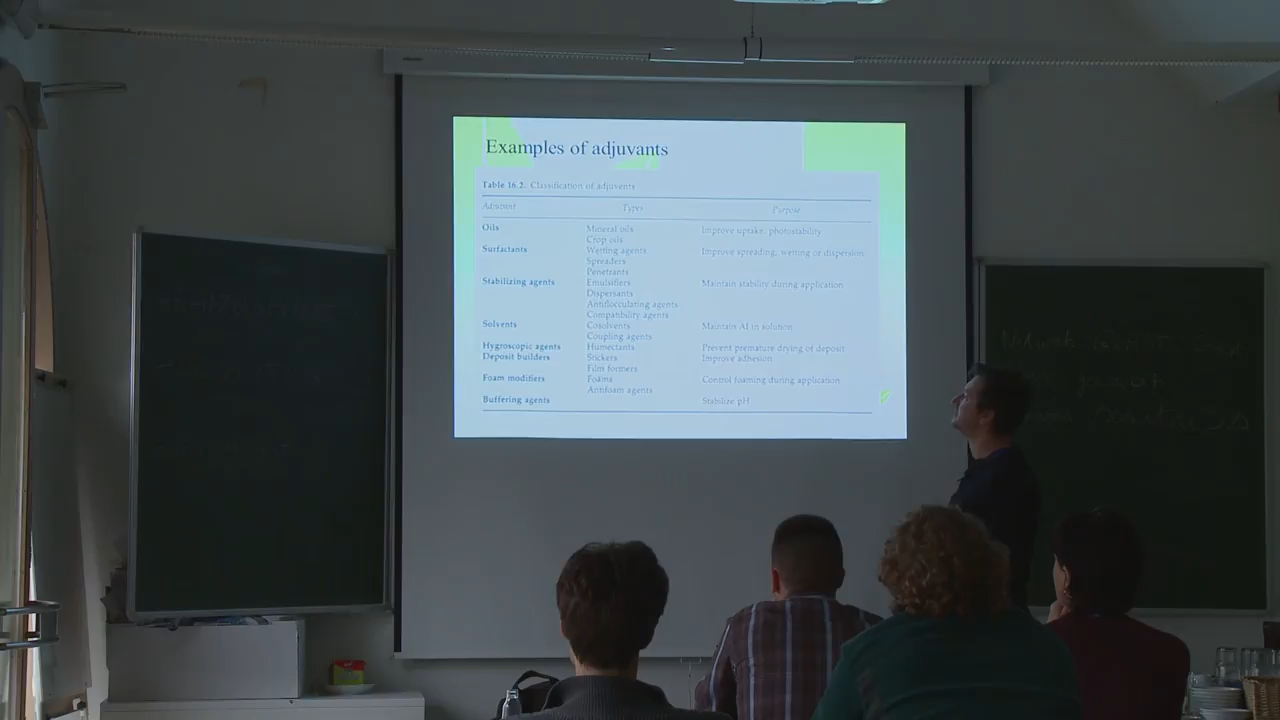 Examples of adjuvants
Table 16.2. Classification of adjuvents
Adjuvant Types Purpose
Oils Mineral oils Improve uptake, photostability
Crop oils
Surfactants Wetting agents Improve spreading, wetting or dispersion
Spreaders
Penetrants
Stabilizing agents Emulsifiers Maintain stability during application
Dispersants
Antiflocculating agents
Compatibility agents
Solvents Cosolvents Maintain AI in solution
Coupling agents
Hygroscopic agents Humectants Prevent premature drying of deposit
Deposit builders Stickers Improve adhesion
Film formers
Foam modifiers Foams Control foaming during application
Antifoam agents
Buffering agents Stabilize pH